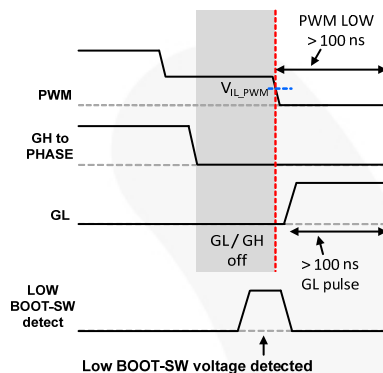 PWM LOW
> 100 ns
V_IL_PWM
PWM
GH to
PHASE
GL
GL / GH
off
> 100 ns
GL pulse
LOW
BOOT-SW
detect
Low BOOT-SW voltage detected